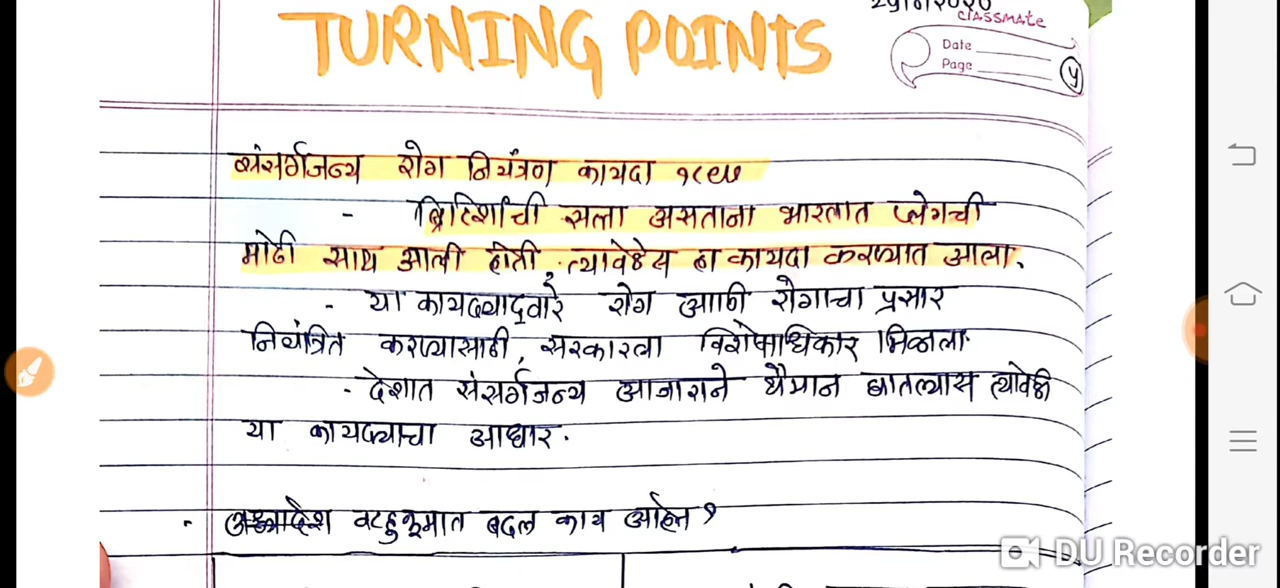 TURNING POINTS
CLASSMATE
Date
Page
५
संसर्गजन्य रोग नियंत्रण कायदा १८९७
- ब्रिटिशांची सत्ता असताना भारतात प्लेगची
मोठी साथ आली होती, त्यावेळेस हा कायदा करण्यात आला.
- या कायद्याद्वारे रोग आणि रोगाचा प्रसार
नियंत्रित करण्यासाठी, सरकारला विशेषाधिकार मिळाला.
- देशात संसर्गजन्य आजाराने थैमान घातल्यास त्यावेळी
या कायद्याचा आधार.
- अध्यादेश वटहुकूमात बदल काय आहेत?
DU Recorder